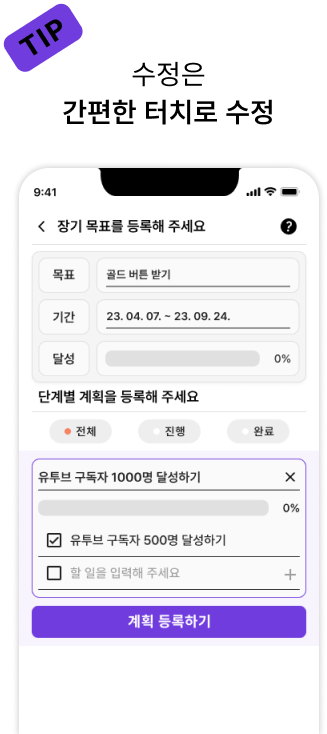 TIP
수정은
간편한 터치로 수정
9:41
장기 목표를 등록해 주세요 ?
목표 골드 버튼 받기
기간 23. 04. 07. ~ 23. 09. 24.
달성 0%
단계별 계획을 등록해 주세요
전체 진행 완료
유투브 구독자 1000명 달성하기
0%
유투브 구독자 500명 달성하기
할 일을 입력해 주세요
계획 등록하기